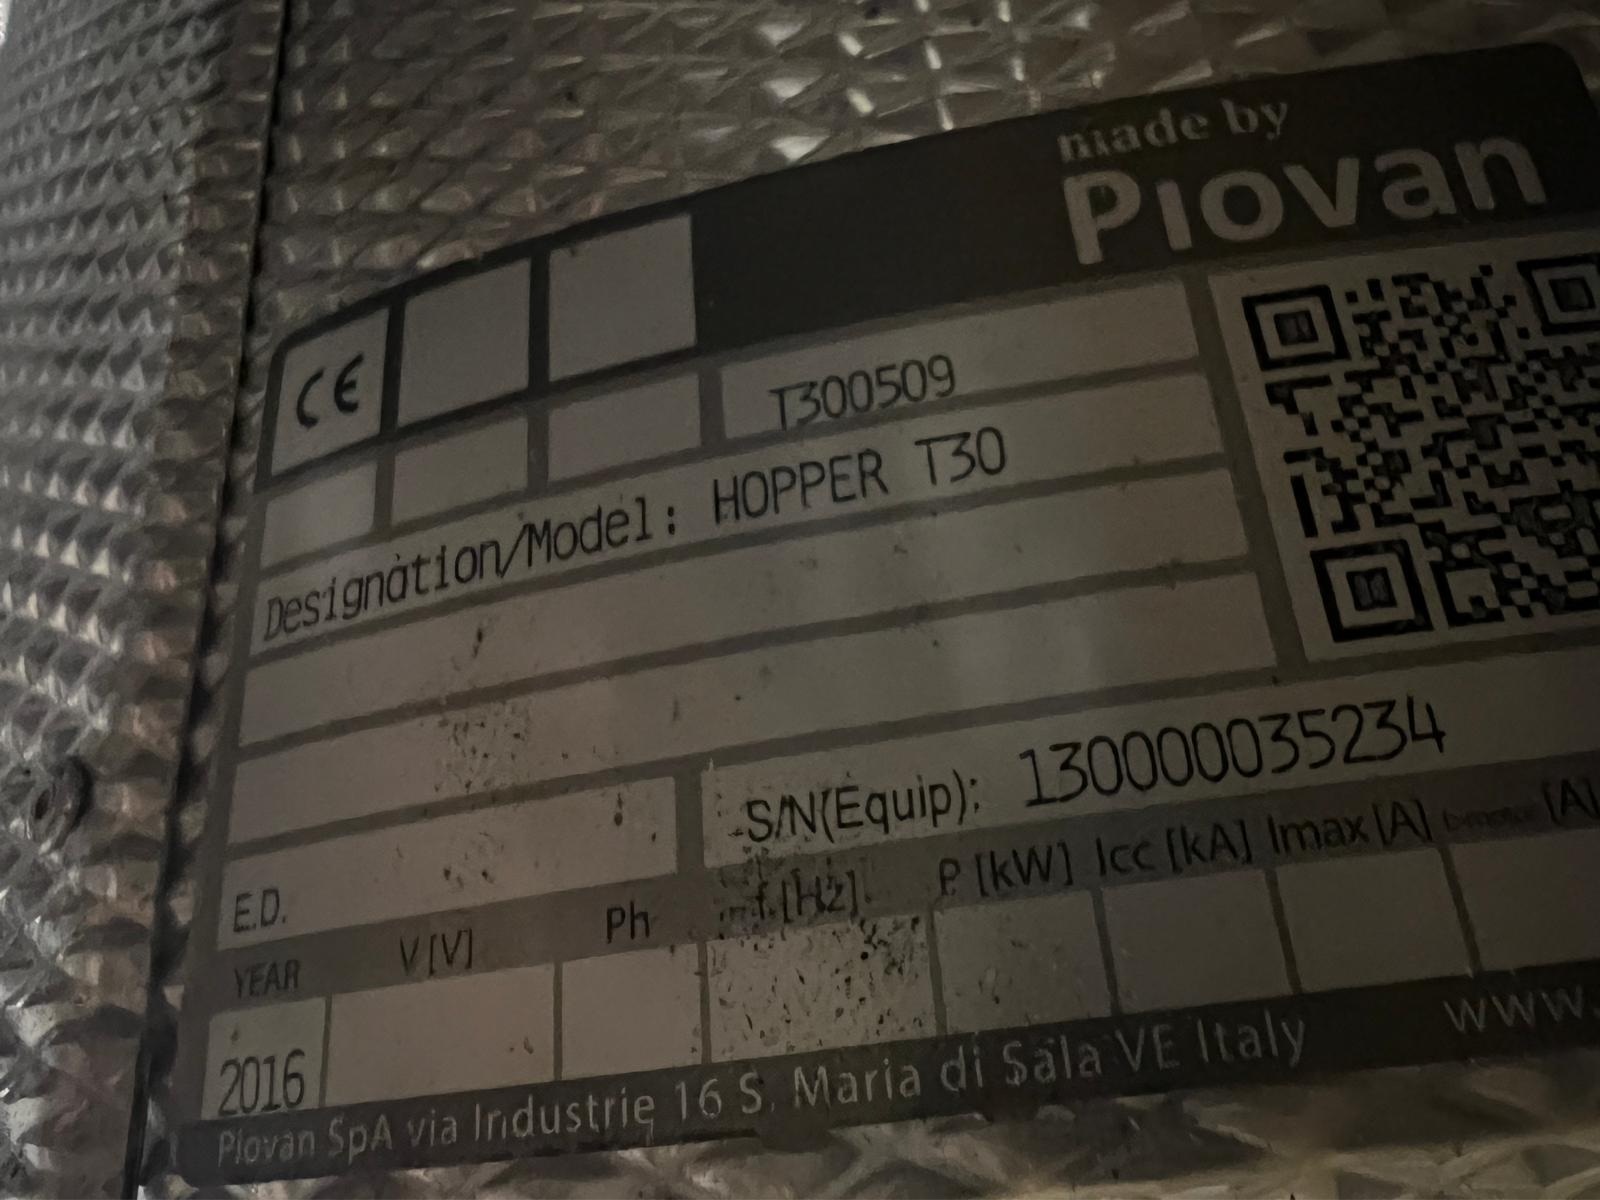 made by
Piovan
CE
T300509
Designation/Model: HOPPER T30
S/N(Equip): 130000035234
E.D.
YEAR V [V] Ph f [Hz] P [kW] Icc [kA] Imax [A] [A]
2016
Piovan SpA via Industrie 16 S. Maria di Sala VE Italy www.